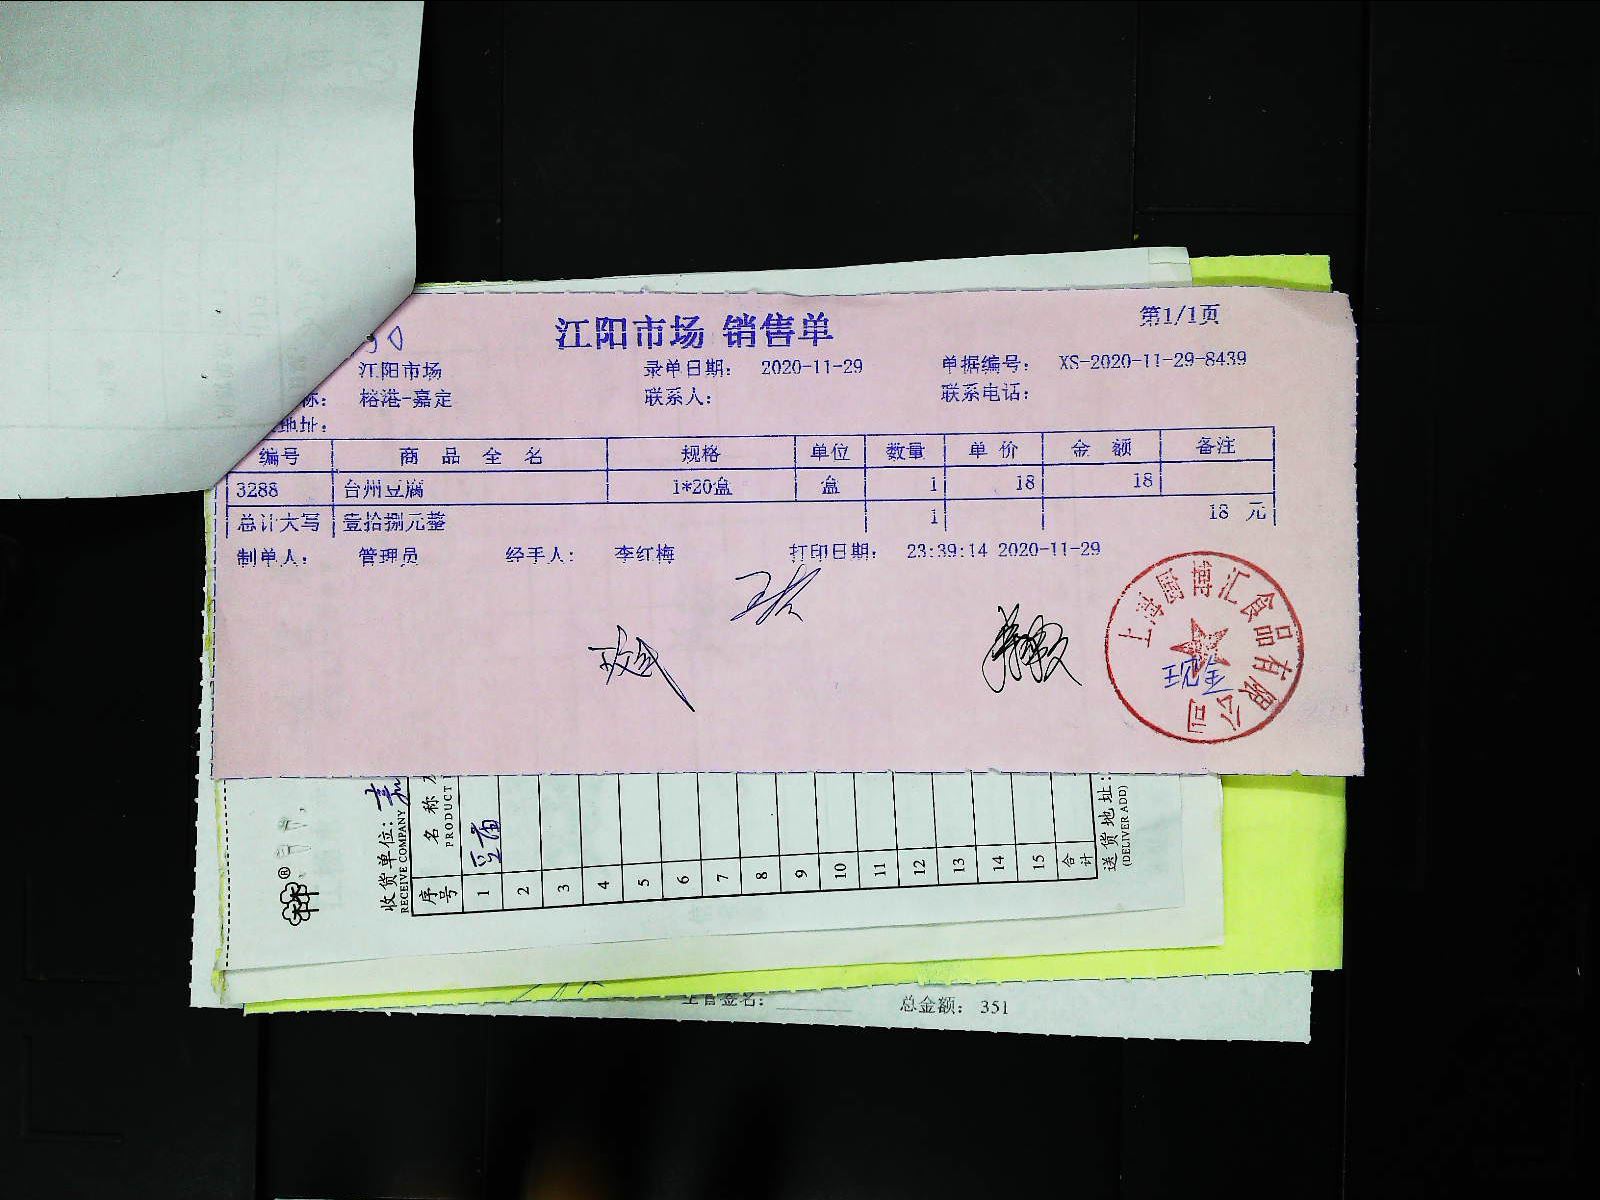 江阳市场 销售单
第1/1页
江阳市场 录单日期: 2020-11-29 单据编号: XS-2020-11-29-8439
称: 榕港-嘉定 联系人: 联系电话:
地址:
编号 商品全名 规格 单位 数量 单价 金额 备注
3288 台州豆腐 1*20盒 盒 1 18 18
总计大写 壹拾捌元整 1 18 元
制单人: 管理员 经手人: 李红梅 打印日期: 23:39:14 2020-11-29
上海厨博汇食品有限公司
收货单位:
RECEIVE COMPANY
序号 名称
PRODUCT
1 豆腐
2
3
4
5
6
7
8
9
10
11
12
13
14
15
合计
送货地址:
(DELIVER ADD)
主管签名: 总金额: 351